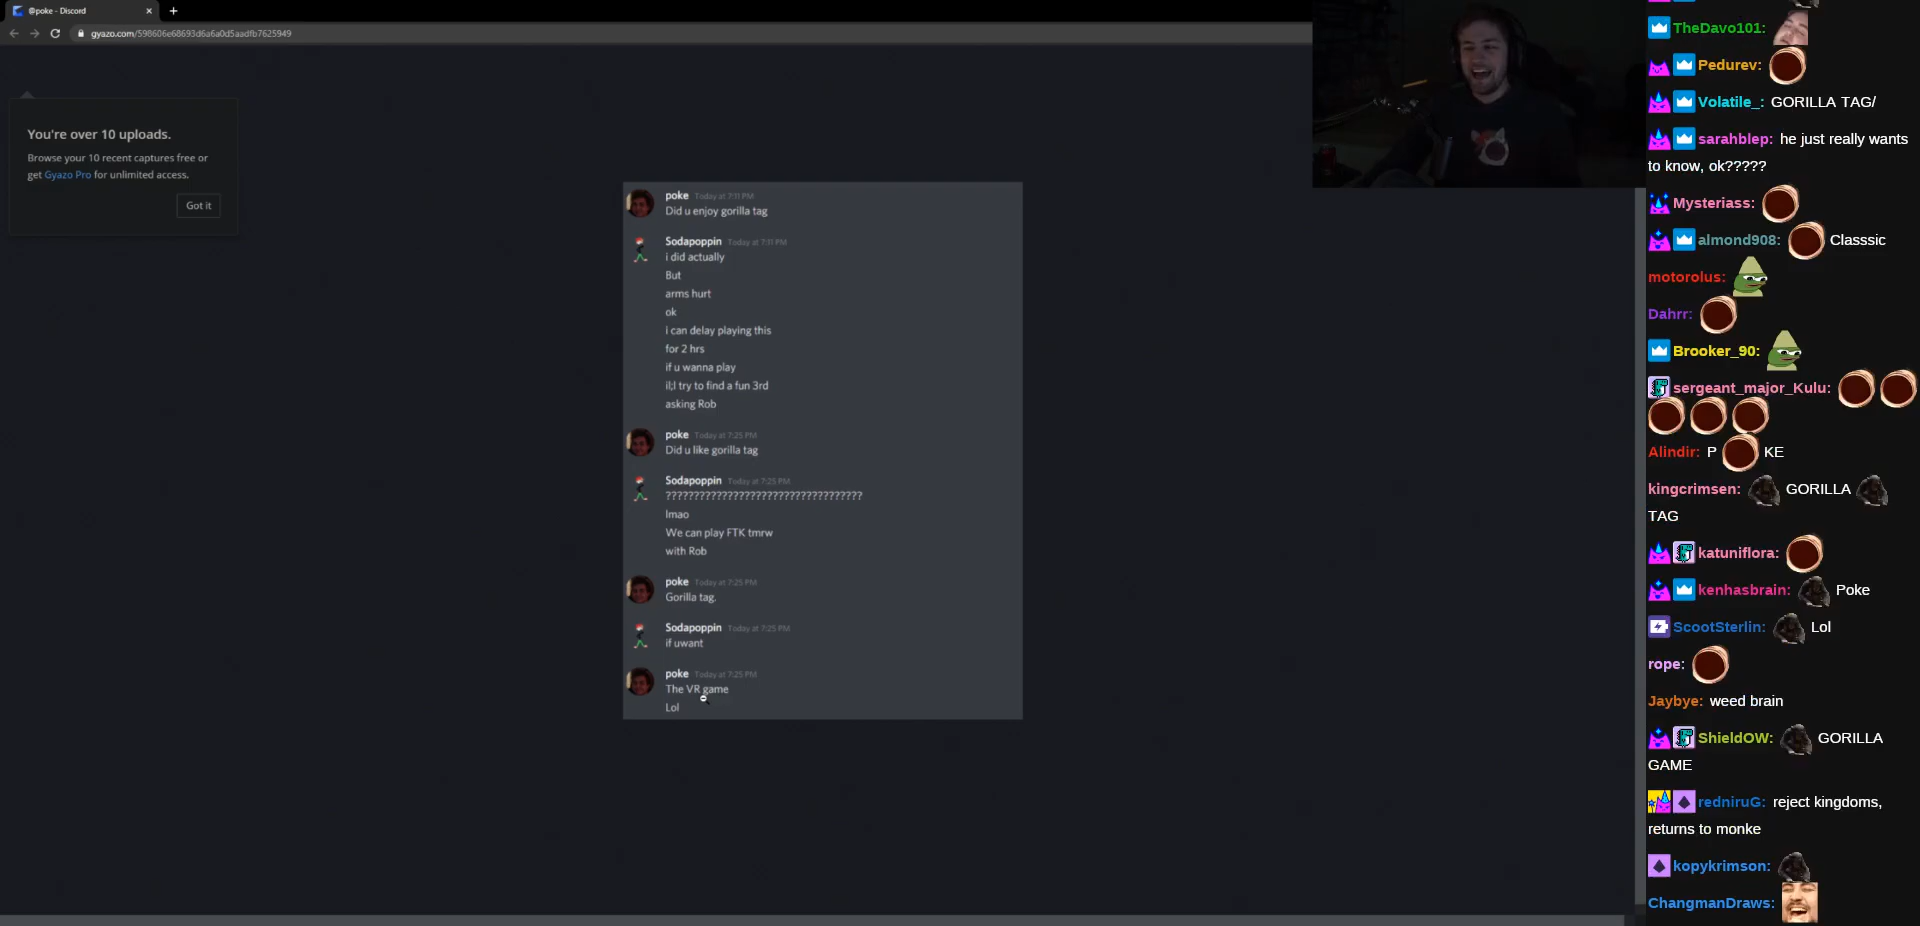 @poke - Discord
gyazo.com/598606e68693d6a6a0d5aadfb7625949
You're over 10 uploads.
Browse your 10 recent captures free or
get Gyazo Pro for unlimited access.
Got it
poke Today at 7:11 PM
Did u enjoy gorilla tag
Sodapoppin Today at 7:11 PM
i did actually
But
arms hurt
ok
i can delay playing this
for 2 hrs
if u wanna play
il;l try to find a fun 3rd
asking Rob
poke Today at 7:25 PM
Did u like gorilla tag
Sodapoppin Today at 7:25 PM
???????????????????????????????????
lmao
We can play FTK tmrw
with Rob
poke Today at 7:25 PM
Gorilla tag.
Sodapoppin Today at 7:25 PM
if uwant
poke Today at 7:25 PM
The VR game
Lol
TheDavo101:
Pedurev:
Volatile_: GORILLA TAG/
sarahblep: he just really wants
to know, ok?????
Mysteriass:
almond908: Classsic
motorolus:
Dahrr:
Brooker_90:
sergeant_major_Kulu:
Alindir: P KE
kingcrimsen: GORILLA
TAG
katuniflora:
kenhasbrain: Poke
ScootSterlin: Lol
rope:
Jaybye: weed brain
ShieldOW: GORILLA
GAME
redniruG: reject kingdoms,
returns to monke
kopykrimson:
ChangmanDraws: